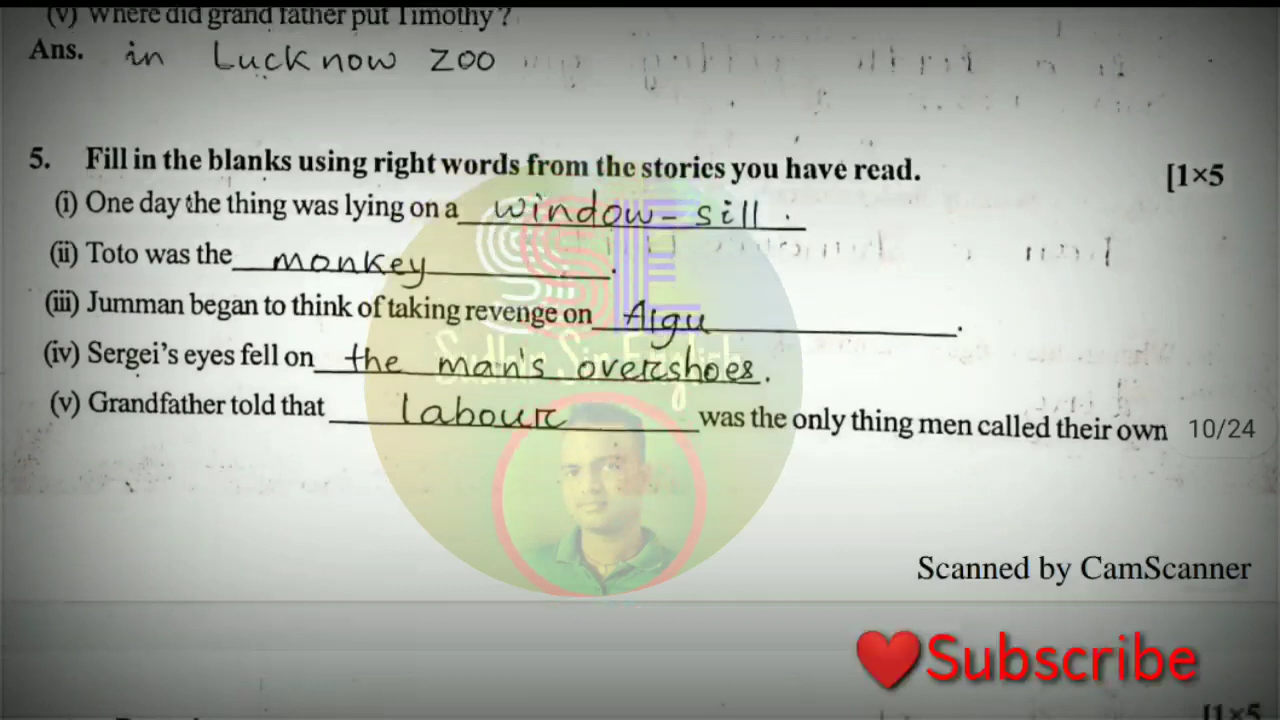 (v) Where did grand father put Timothy?
Ans. in Lucknow zoo
5. Fill in the blanks using right words from the stories you have read. [1×5
(i) One day the thing was lying on a window-sill.
(ii) Toto was the monkey.
(iii) Jumman began to think of taking revenge on Algu.
(iv) Sergei's eyes fell on the man's overshoes.
(v) Grandfather told that labour was the only thing men called their own 10/24
SE
Sudhir Sir English
Scanned by CamScanner
❤Subscribe
[1×5